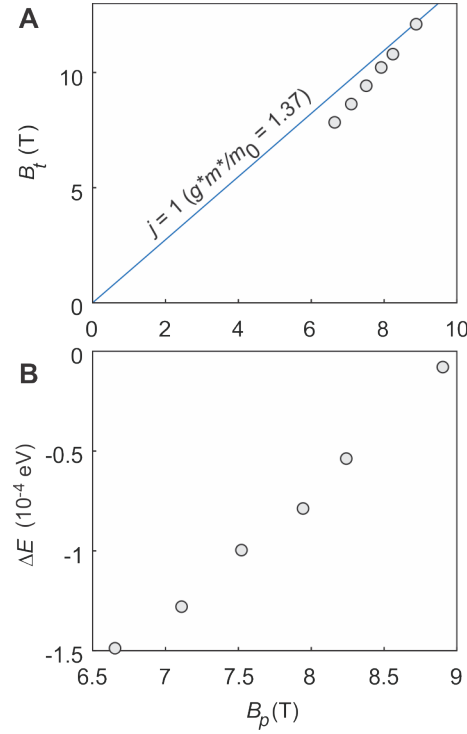 A
10
5
0
B_t (T)
j = 1 (g*m*/m_0 = 1.37)
0 2 4 6 8 10
B
0
-0.5
-1
-1.5
ΔE (10^-4 eV)
6.5 7 7.5 8 8.5 9
B_p (T)